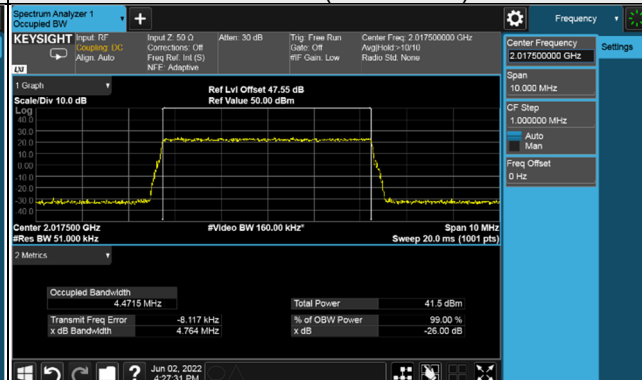 Spectrum Analyzer 1
Occupied BW
+
Frequency
KEYSIGHT
Input: RF
Coupling: DC
Align: Auto
LXI
Input Z: 50 Ω
Corrections: Off
Freq Ref: Int (S)
NFE: Adaptive
Atten: 30 dB
Trig: Free Run
Gate: Off
#IF Gain: Low
Center Freq: 2.017500000 GHz
Avg|Hold:>10/10
Radio Std: None
Center Frequency
2.017500000 GHz
Settings
Span
10.000 MHz
CF Step
1.000000 MHz
Auto
Man
Freq Offset
0 Hz
1 Graph
Scale/Div 10.0 dB
Ref Lvl Offset 47.55 dB
Ref Value 50.00 dBm
Log
40.0
30.0
20.0
10.0
0.00
-10.0
-20.0
-30.0
-40.0
Center 2.017500 GHz
#Res BW 51.000 kHz
#Video BW 160.00 kHz*
Span 10 MHz
Sweep 20.0 ms (1001 pts)
2 Metrics
Occupied Bandwidth
4.4715 MHz
Total Power 41.5 dBm
Transmit Freq Error -8.117 kHz
% of OBW Power 99.00 %
x dB Bandwidth 4.764 MHz
x dB -26.00 dB
?
Jun 02, 2022
4:27:31 PM